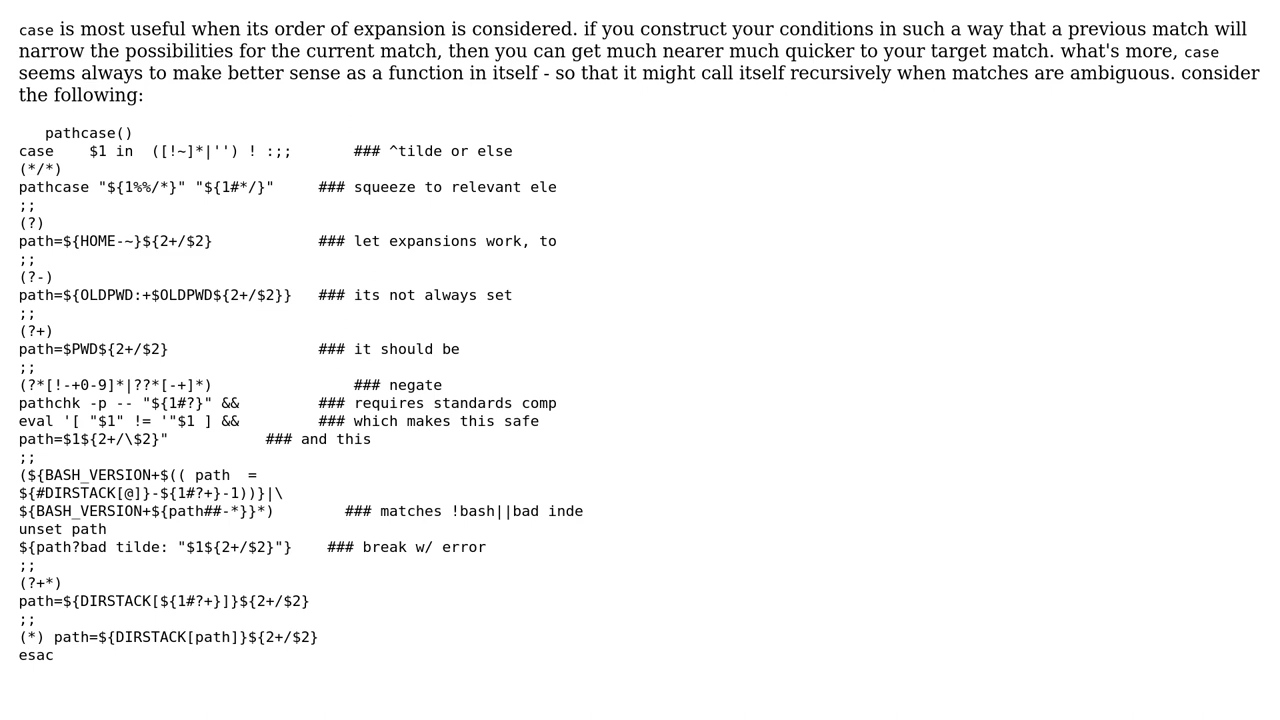 case is most useful when its order of expansion is considered. if you construct your conditions in such a way that a previous match will
narrow the possibilities for the current match, then you can get much nearer much quicker to your target match. what's more, case
seems always to make better sense as a function in itself - so that it might call itself recursively when matches are ambiguous. consider
the following:
   pathcase()
case    $1 in  ([!~]*|'') ! :;;       ### ^tilde or else
(*/*)
pathcase "${1%%/*}" "${1#*/}"     ### squeeze to relevant ele
;;
(?)
path=${HOME-~}${2+/$2}            ### let expansions work, to
;;
(?-)
path=${OLDPWD:+$OLDPWD${2+/$2}}   ### its not always set
;;
(?+)
path=$PWD${2+/$2}                 ### it should be
;;
(?*[!-+0-9]*|??*[-+]*)                ### negate
pathchk -p -- "${1#?}" &&         ### requires standards comp
eval '[ "$1" != '"$1 ] &&         ### which makes this safe
path=$1${2+/\$2}"           ### and this
;;
(${BASH_VERSION+$(( path  =
${#DIRSTACK[@]}-${1#?+}-1))}|\
${BASH_VERSION+${path##-*}}*)        ### matches !bash||bad inde
unset path
${path?bad tilde: "$1${2+/$2}"}    ### break w/ error
;;
(?+*)
path=${DIRSTACK[${1#?+}]}${2+/$2}
;;
(*) path=${DIRSTACK[path]}${2+/$2}
esac